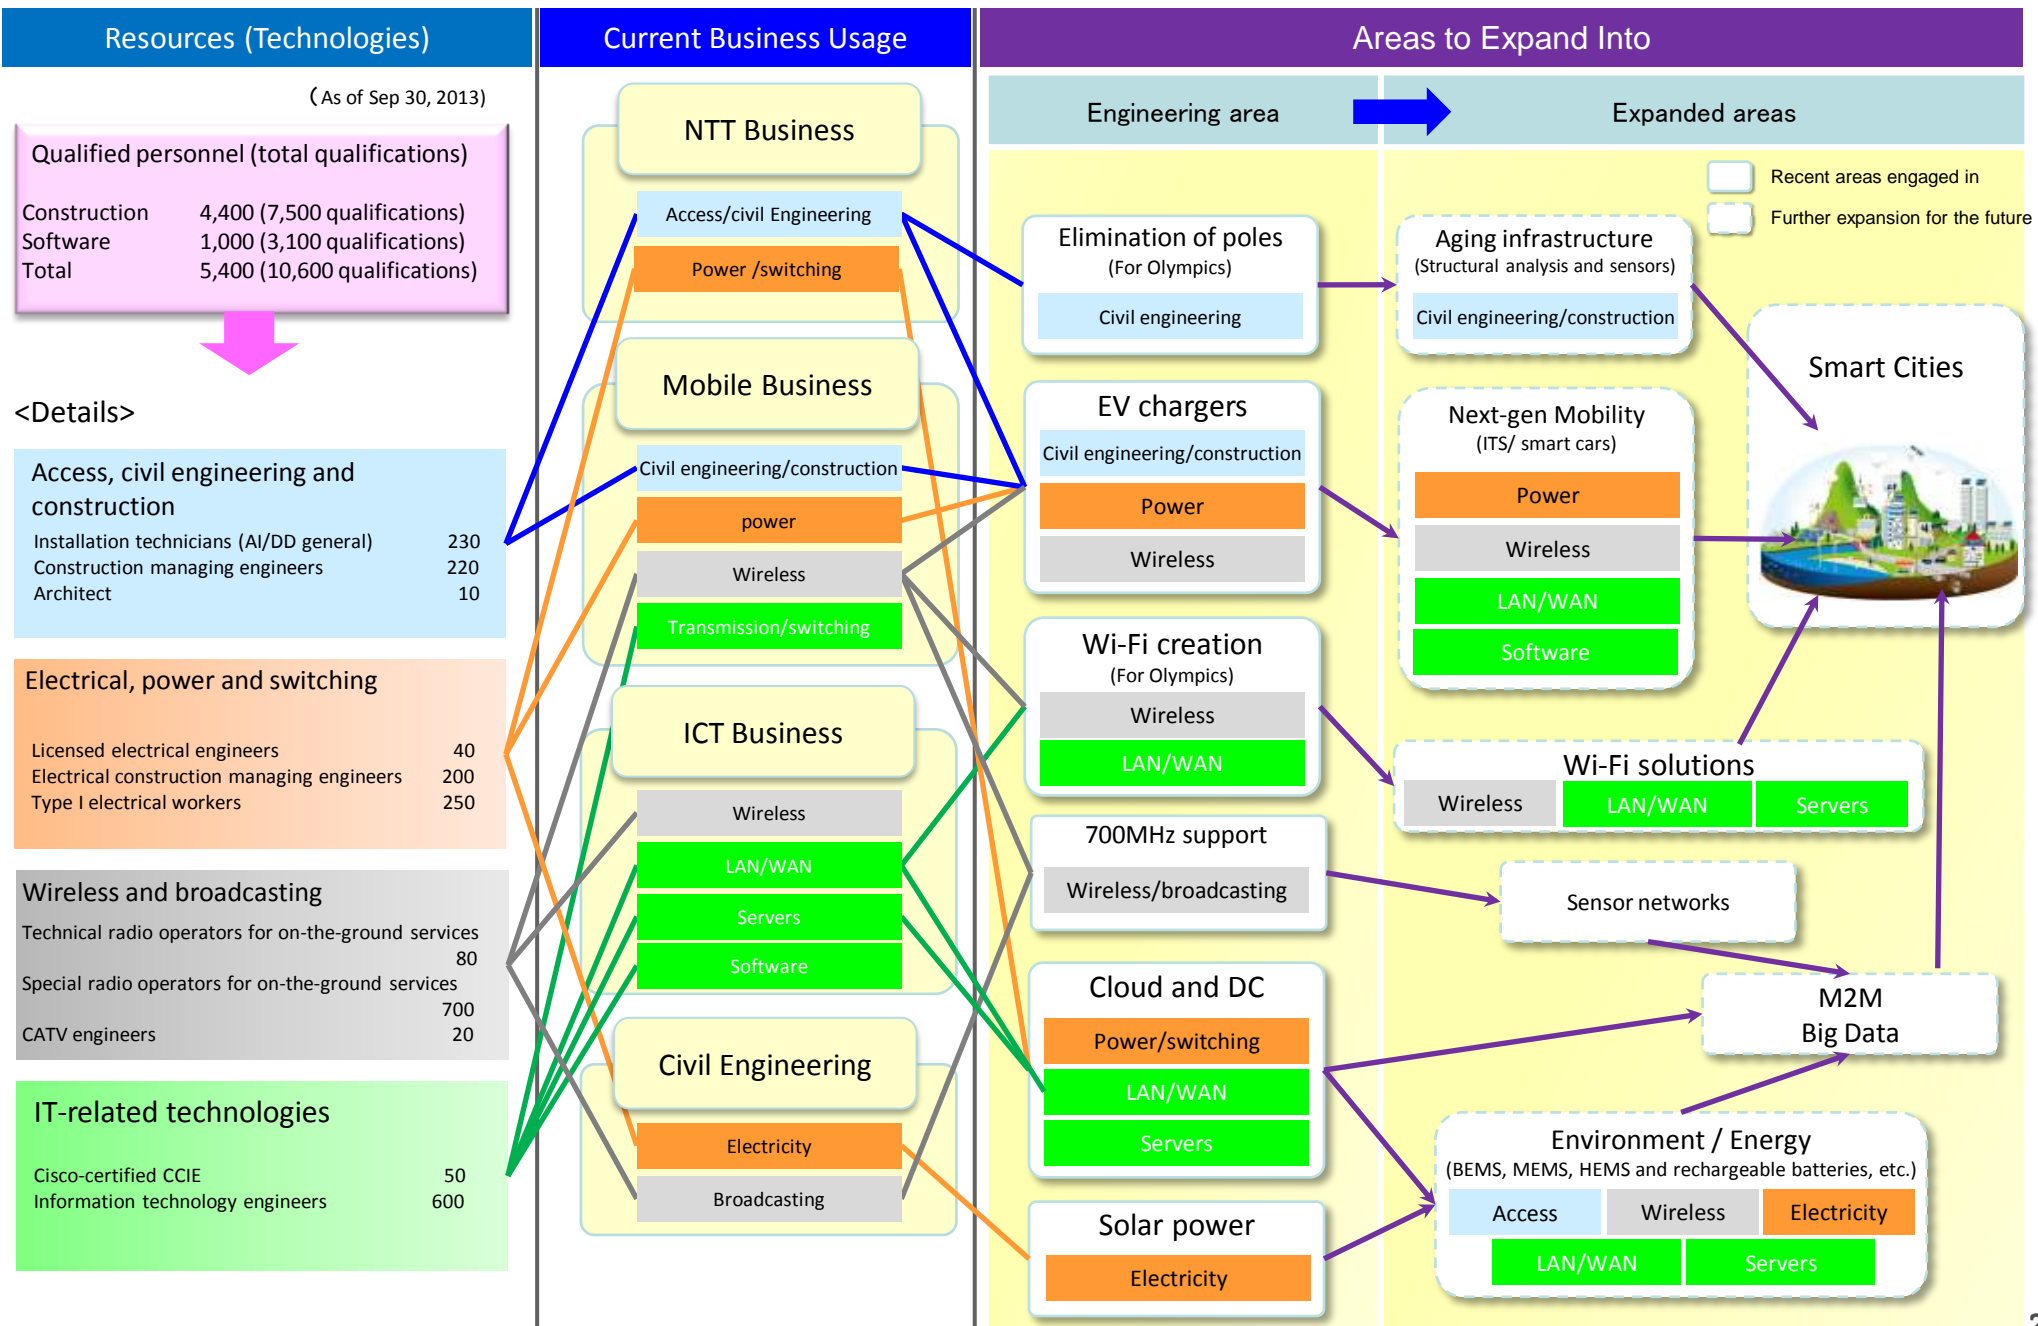 Resources (Technologies)
Current Business Usage
Areas to Expand Into
(As of Sep 30, 2013)
Qualified personnel (total qualifications)
Construction 4,400 (7,500 qualifications)
Software 1,000 (3,100 qualifications)
Total 5,400 (10,600 qualifications)
<Details>
Access, civil engineering and
construction
Installation technicians (AI/DD general) 230
Construction managing engineers 220
Architect 10
Electrical, power and switching
Licensed electrical engineers 40
Electrical construction managing engineers 200
Type I electrical workers 250
Wireless and broadcasting
Technical radio operators for on-the-ground services
80
Special radio operators for on-the-ground services
700
CATV engineers 20
IT-related technologies
Cisco-certified CCIE 50
Information technology engineers 600
NTT Business
Access/civil Engineering
Power /switching
Mobile Business
Civil engineering/construction
power
Wireless
Transmission/switching
ICT Business
Wireless
LAN/WAN
Servers
Software
Civil Engineering
Electricity
Broadcasting
Engineering area
Expanded areas
Recent areas engaged in
Further expansion for the future
Elimination of poles
(For Olympics)
Civil engineering
EV chargers
Civil engineering/construction
Power
Wireless
Wi-Fi creation
(For Olympics)
Wireless
LAN/WAN
700MHz support
Wireless/broadcasting
Cloud and DC
Power/switching
LAN/WAN
Servers
Solar power
Electricity
Aging infrastructure
(Structural analysis and sensors)
Civil engineering/construction
Next-gen Mobility
(ITS/ smart cars)
Power
Wireless
LAN/WAN
Software
Smart Cities
Wi-Fi solutions
Wireless LAN/WAN Servers
Sensor networks
M2M
Big Data
Environment / Energy
(BEMS, MEMS, HEMS and rechargeable batteries, etc.)
Access Wireless Electricity
LAN/WAN Servers